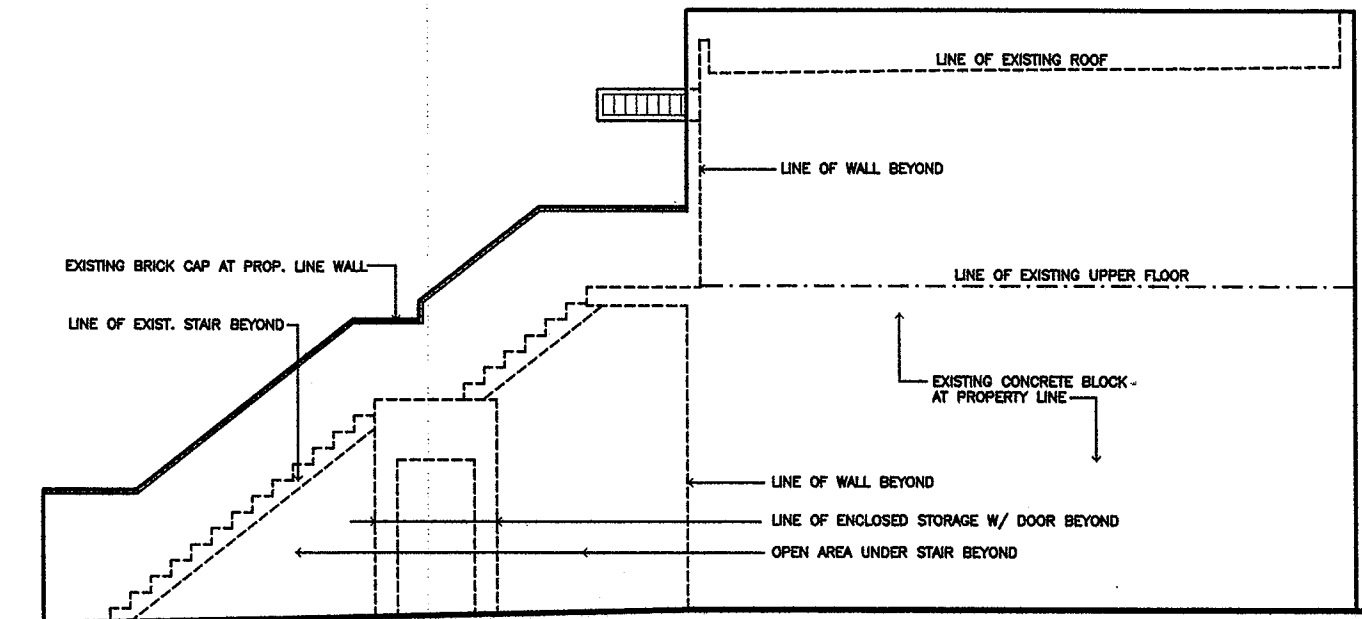 LINE OF EXISTING ROOF
LINE OF WALL BEYOND
EXISTING BRICK CAP AT PROP. LINE WALL
LINE OF EXISTING UPPER FLOOR
LINE OF EXIST. STAIR BEYOND
EXISTING CONCRETE BLOCK
AT PROPERTY LINE
LINE OF WALL BEYOND
LINE OF ENCLOSED STORAGE W/ DOOR BEYOND
OPEN AREA UNDER STAIR BEYOND